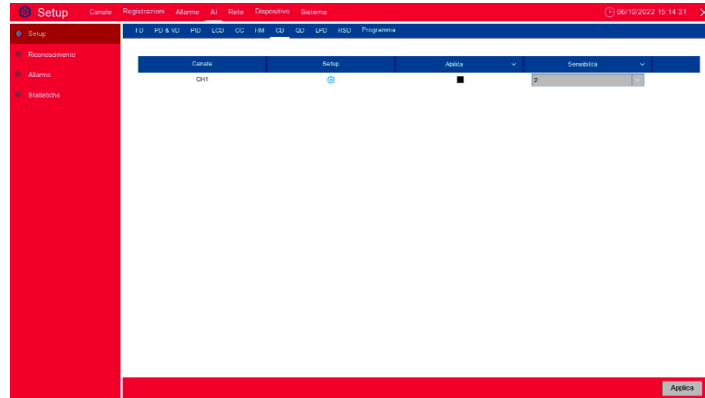 Setup Canale Registrazioni Allarme AI Rete Dispositivo Sistema 06/10/2022 15:14:31
Setup
FD PD & VD PID LCD CC HM CD QD LPD RSD Programma
Riconoscimento
Allarme
Statistiche
Canale Setup Abilita Sensibilità
CH1 2
Applica